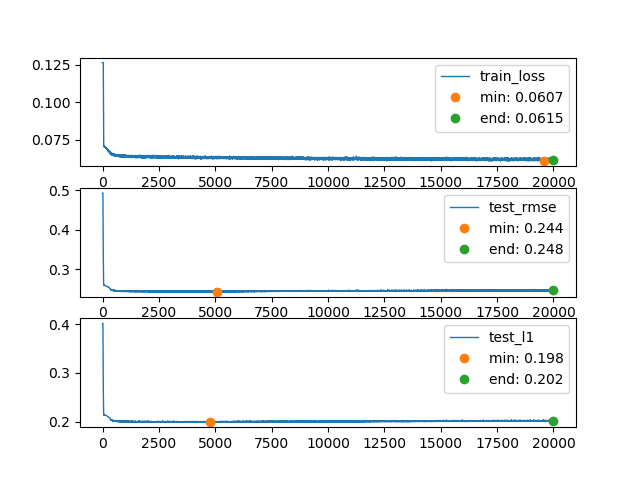 0.125
0.100
0.075
train_loss
min: 0.0607
end: 0.0615
0 2500 5000 7500 10000 12500 15000 17500 20000
0.5
0.4
0.3
test_rmse
min: 0.244
end: 0.248
0 2500 5000 7500 10000 12500 15000 17500 20000
0.4
0.3
0.2
test_l1
min: 0.198
end: 0.202
0 2500 5000 7500 10000 12500 15000 17500 20000